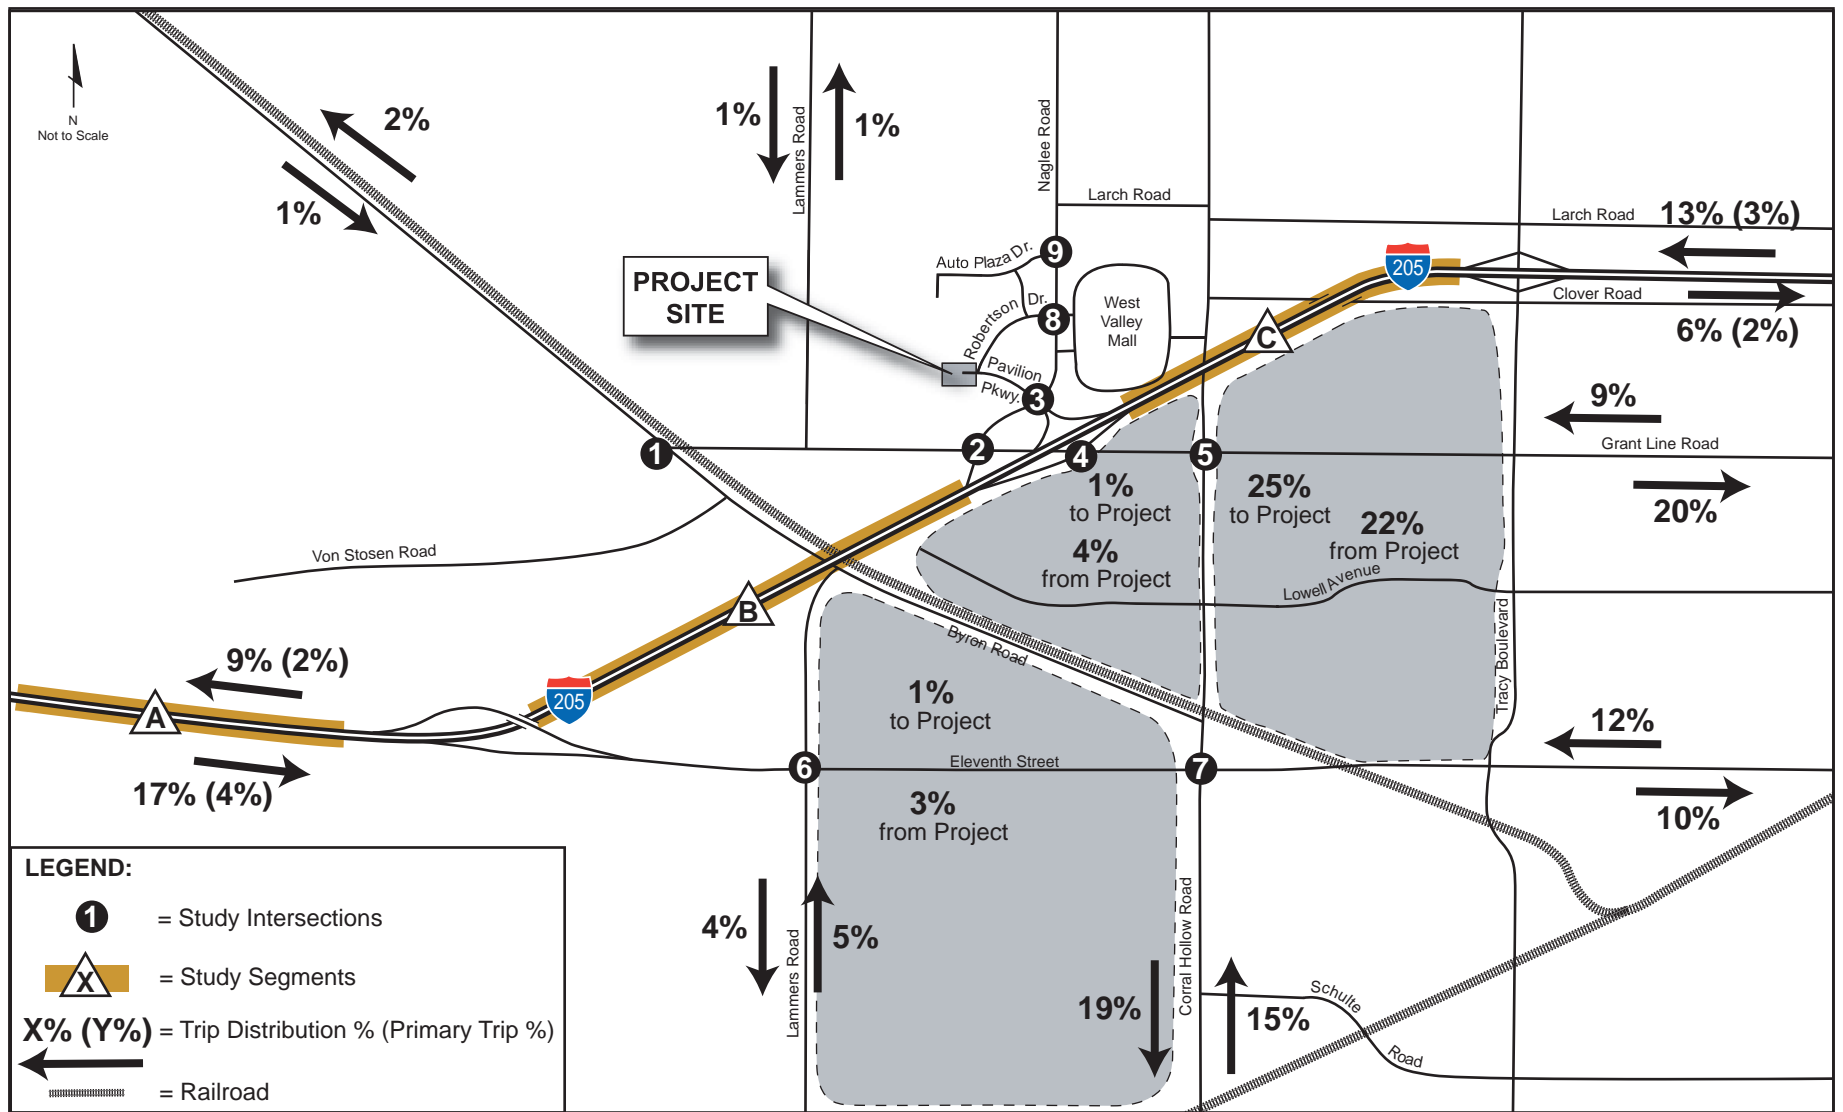 N
Not to Scale
2%
1%
1%
1%
Lammers Road
Naglee Road
Larch Road
Larch Road
13% (3%)
205
Clover Road
6% (2%)
PROJECT
SITE
Auto Plaza Dr.
9
Robertson Dr.
8
West
Valley
Mall
Pavilion
Pkwy.
3
C
9%
Grant Line Road
20%
1
2
4
5
1%
to Project
4%
from Project
25%
to Project
22%
from Project
Lowell Avenue
Von Stosen Road
B
Byron Road
Tracy Boulevard
9% (2%)
A
205
17% (4%)
1%
to Project
12%
6
Eleventh Street
7
10%
3%
from Project
4%
5%
Lammers Road
19%
Corral Hollow Road
15%
Schulte
Road
LEGEND:
1 = Study Intersections
X = Study Segments
X% (Y%) = Trip Distribution % (Primary Trip %)
= Railroad